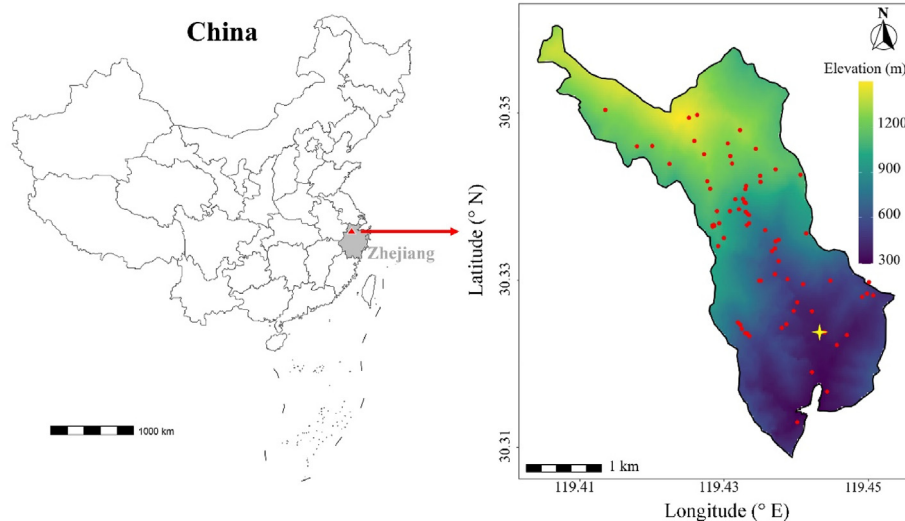 China
Zhejiang
1000 km
N
Elevation (m)
1200
900
600
300
Latitude (° N)
30.35
30.33
30.31
1 km
119.41
119.43
119.45
Longitude (° E)